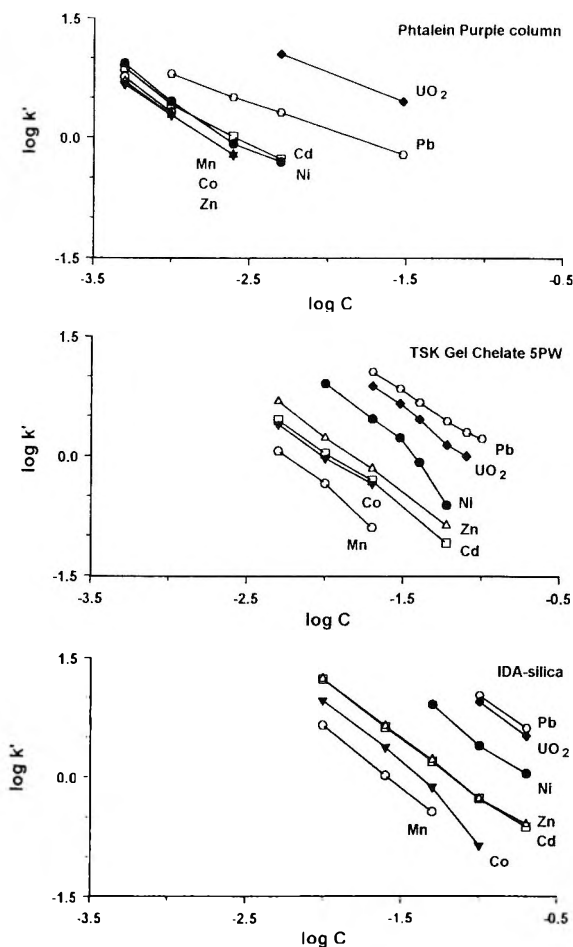 1.5
Phtalein Purple column
UO2
0.0
Pb
Mn
Cd
Co
Ni
Zn
log k'
-1.5
-3.5
-2.5
-1.5
-0.5
log C
1.5
TSK Gel Chelate 5PW
0.0
Pb
UO2
Co
Ni
Zn
Mn
Cd
log k'
-1.5
-3.5
-2.5
-1.5
-0.5
log C
1.5
IDA-silica
Pb
UO2
0.0
Ni
Mn
Zn
Cd
Co
log k'
-1.5
-3.5
-2.5
-1.5
-0.5
log C